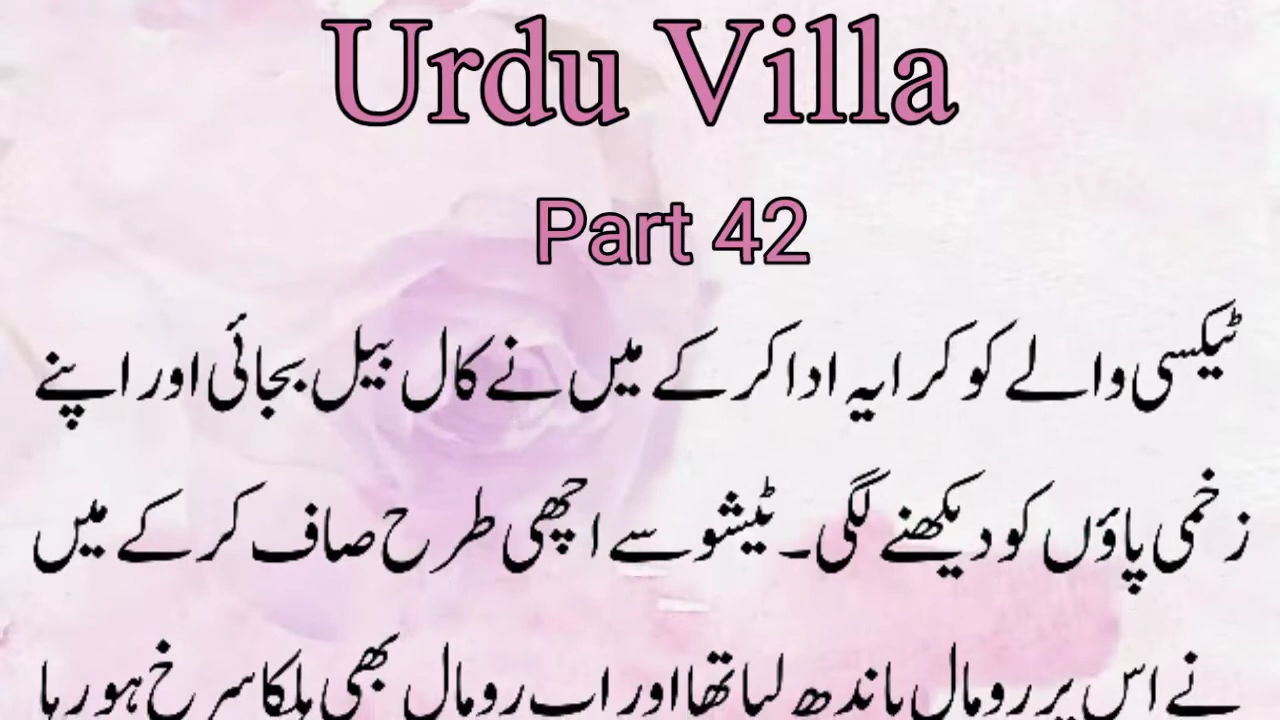 Urdu Villa
Part 42
ٹیکسی والے کو کرایہ ادا کر کے میں نے کال بیل بجائی اور اپنے
زخمی پاؤں کو دیکھنے لگی۔ ٹیشو سے اچھی طرح صاف کر کے میں
نے اس پر رومال باندھ لیا تھا اور اب رومال بھی ہلکا سرخ ہو رہا